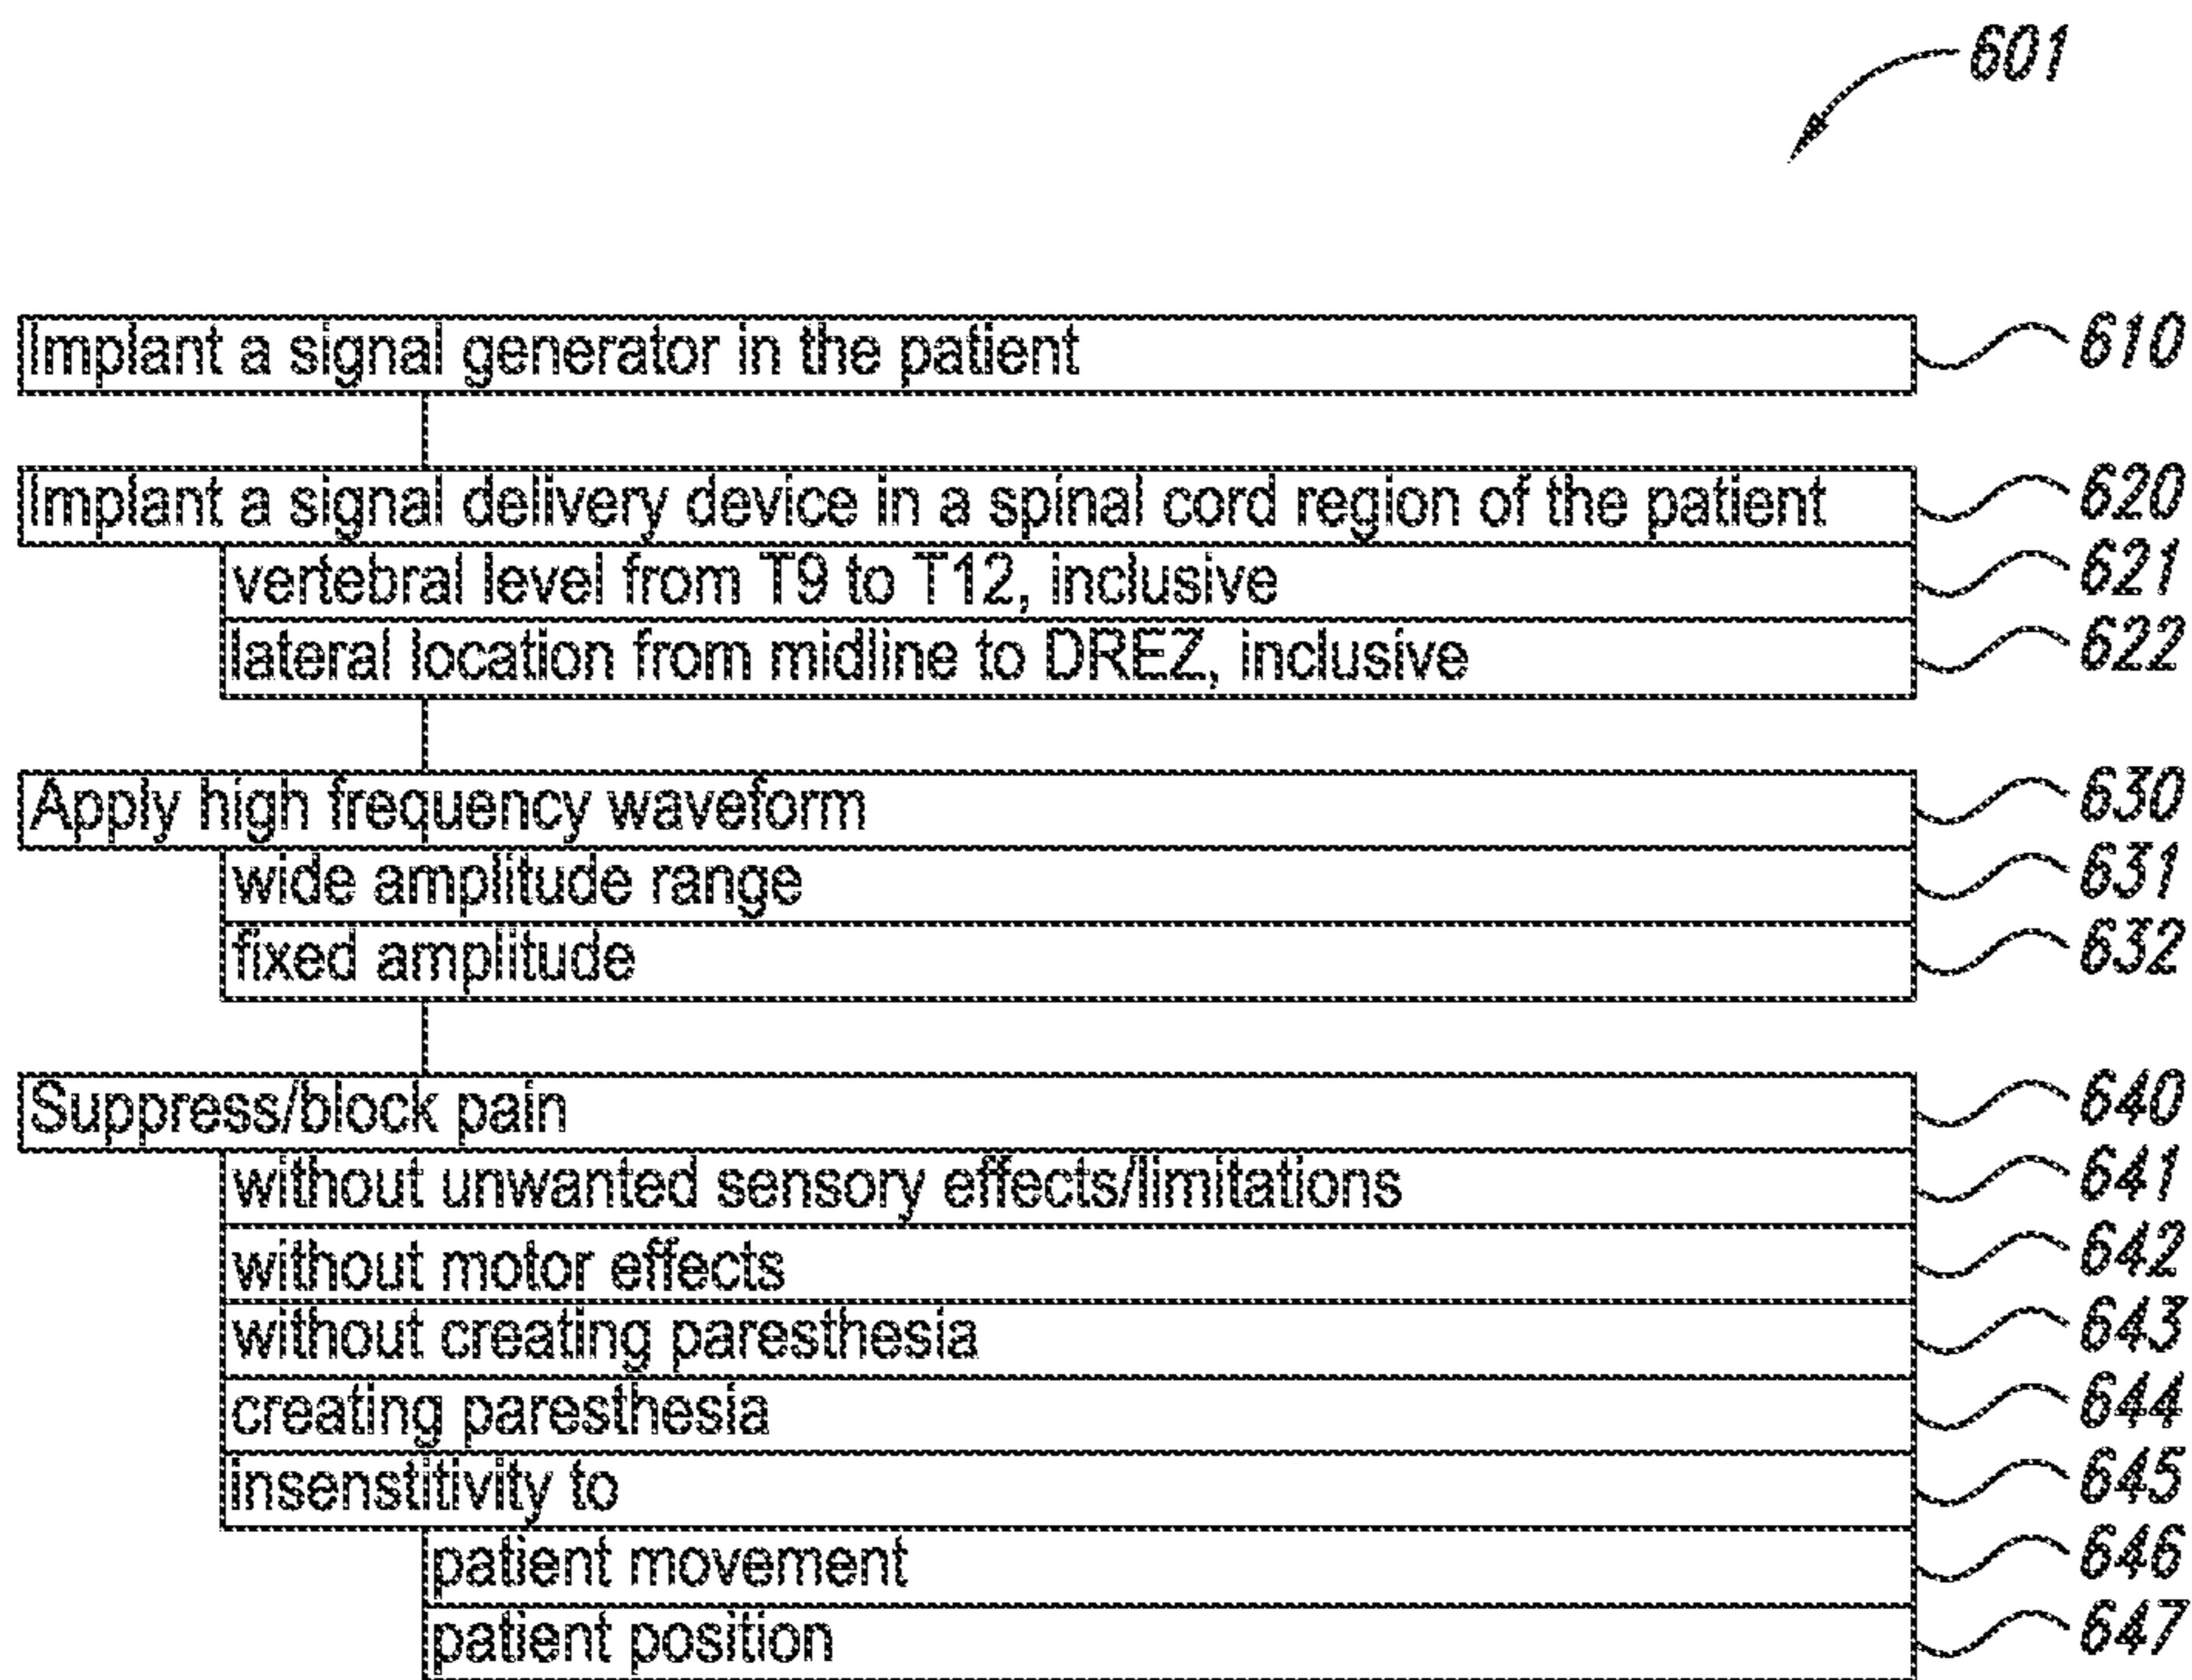 601
Implant a signal generator in the patient 610
Implant a signal delivery device in a spinal cord region of the patient 620
vertebral level from T9 to T12, inclusive 621
lateral location from midline to DREZ, inclusive 622
Apply high frequency waveform 630
wide amplitude range 631
fixed amplitude 632
Suppress/block pain 640
without unwanted sensory effects/limitations 641
without motor effects 642
without creating paresthesia 643
creating paresthesia 644
insenstitivity to 645
patient movement 646
patient position 647